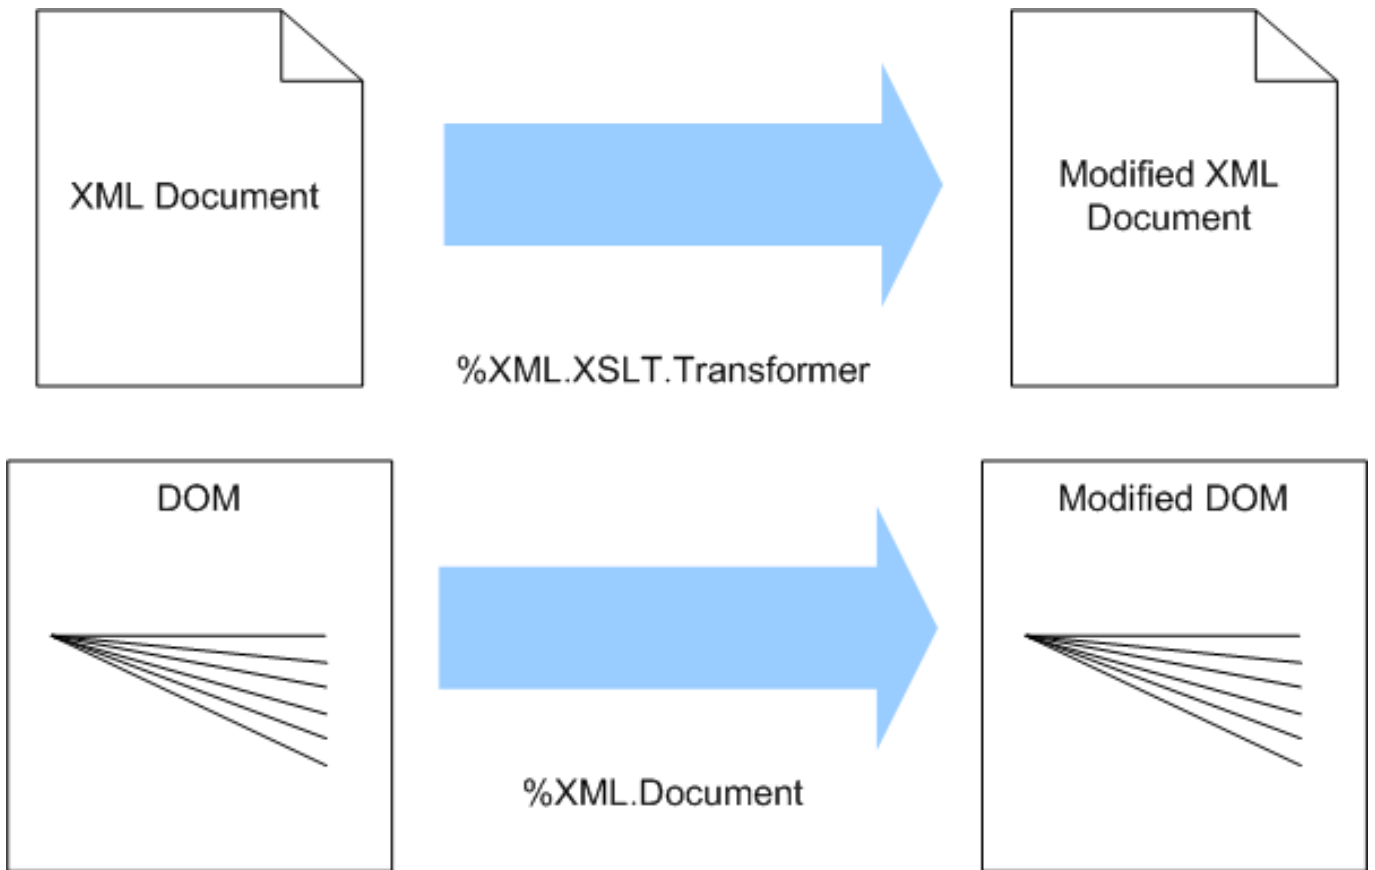 XML Document
Modified XML
Document
%XML.XSLT.Transformer
DOM
Modified DOM
%XML.Document